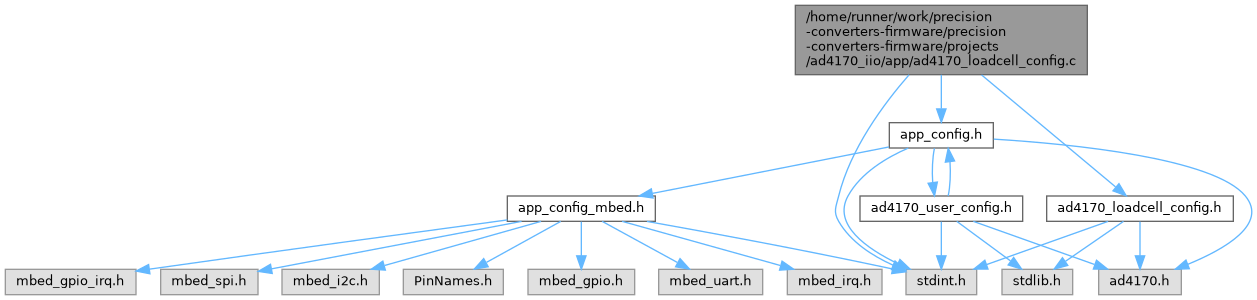 /home/runner/work/precision
-converters-firmware/precision
-converters-firmware/projects
/ad4170_iio/app/ad4170_loadcell_config.c
app_config.h
app_config_mbed.h
ad4170_user_config.h
ad4170_loadcell_config.h
mbed_gpio_irq.h
mbed_spi.h
mbed_i2c.h
PinNames.h
mbed_gpio.h
mbed_uart.h
mbed_irq.h
stdint.h
stdlib.h
ad4170.h